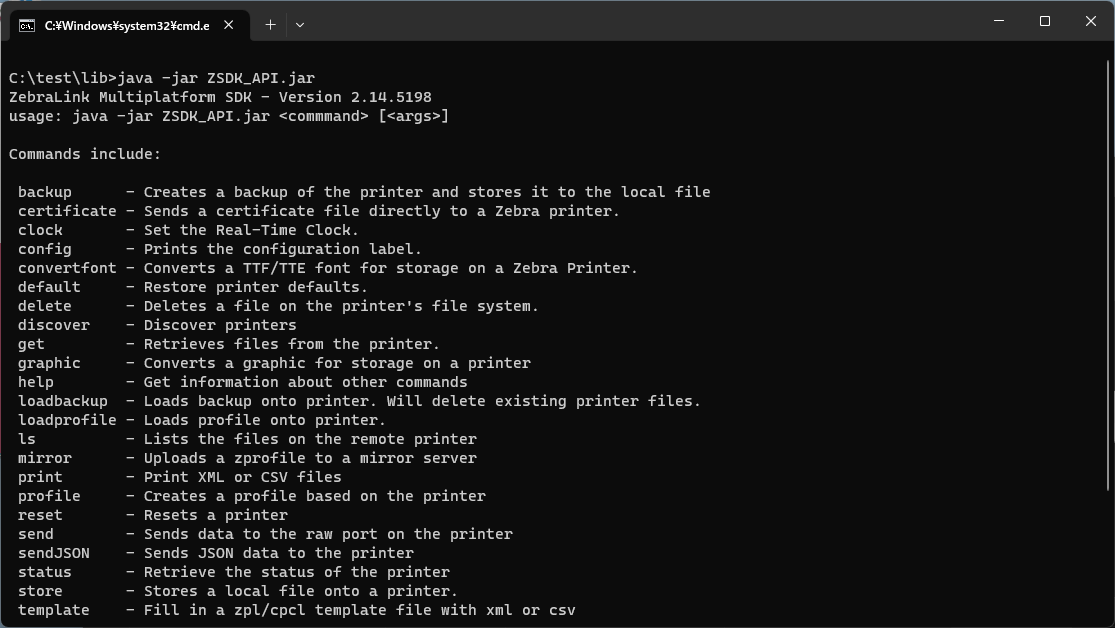 C:¥Windows¥system32¥cmd.e
C:\test\lib>java -jar ZSDK_API.jar
ZebraLink Multiplatform SDK - Version 2.14.5198
usage: java -jar ZSDK_API.jar <commmand> [<args>]
Commands include:
backup - Creates a backup of the printer and stores it to the local file
certificate - Sends a certificate file directly to a Zebra printer.
clock - Set the Real-Time Clock.
config - Prints the configuration label.
convertfont - Converts a TTF/TTE font for storage on a Zebra Printer.
default - Restore printer defaults.
delete - Deletes a file on the printer's file system.
discover - Discover printers
get - Retrieves files from the printer.
graphic - Converts a graphic for storage on a printer
help - Get information about other commands
loadbackup - Loads backup onto printer. Will delete existing printer files.
loadprofile - Loads profile onto printer.
ls - Lists the files on the remote printer
mirror - Uploads a zprofile to a mirror server
print - Print XML or CSV files
profile - Creates a profile based on the printer
reset - Resets a printer
send - Sends data to the raw port on the printer
sendJSON - Sends JSON data to the printer
status - Retrieve the status of the printer
store - Stores a local file onto a printer.
template - Fill in a zpl/cpcl template file with xml or csv